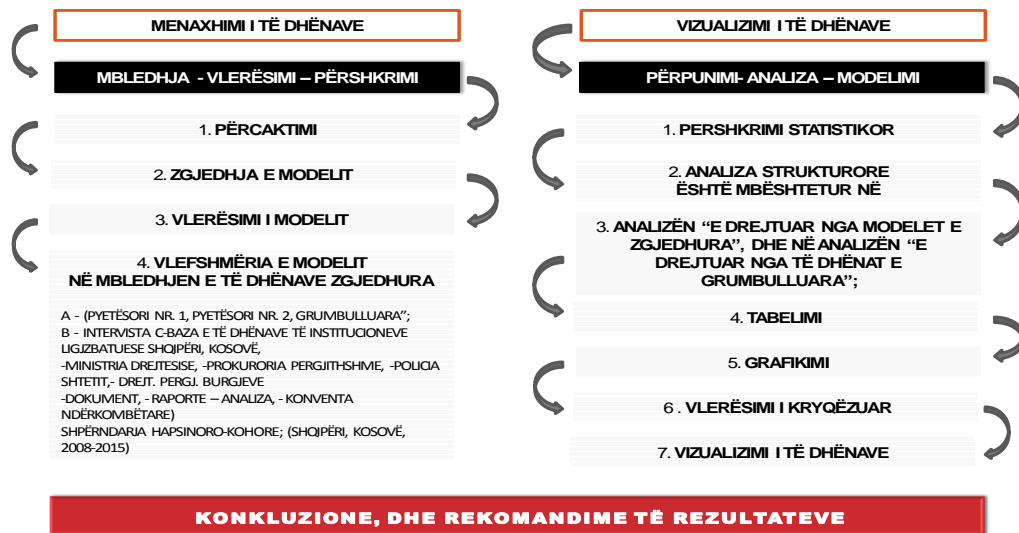 MENAXHIMI I TË DHËNAVE
MBLEDHJA - VLERËSIMI – PËRSHKRIMI
1. PËRCAKTIMI
2. ZGJEDHJA E MODELIT
3. VLERËSIMI I MODELIT
4. VLEFSHMËRIA E MODELIT
NË MBLEDHJEN E TË DHËNAVE ZGJEDHURA
A - (PYETËSORI NR. 1, PYETËSORI NR. 2, GRUMBULLUARA";
B - INTERVISTA C-BAZA E TË DHËNAVE TË INSTITUCIONEVE
LIGJZBATUESE SHQIPËRI, KOSOVË,
-MINISTRIA DREJTESISE, -PROKURORIA PERGJITHSHME, -POLICIA
SHTETIT,- DREJT. PERGJ. BURGJEVE
-DOKUMENT, - RAPORTE – ANALIZA, - KONVENTA
NDËRKOMBËTARE)
SHPËRNDARJA HAPSINORO-KOHORE; (SHQIPËRI, KOSOVË,
2008-2015)
VIZUALIZIMI I TË DHËNAVE
PËRPUNIMI- ANALIZA – MODELIMI
1. PERSHKRIMI STATISTIKOR
2. ANALIZA STRUKTURORE
ËSHTË MBËSHTETUR NË
3. ANALIZËN “E DREJTUAR NGA MODELET E
ZGJEDHURA”, DHE NË ANALIZËN “E
DREJTUAR NGA TË DHËNAT E
GRUMBULLUARA”;
4. TABELIMI
5. GRAFIKIMI
6 . VLERËSIMI I KRYQËZUAR
7. VIZUALIZIMI I TË DHËNAVE
KONKLUZIONE, DHE REKOMANDIME TË REZULTATEVE